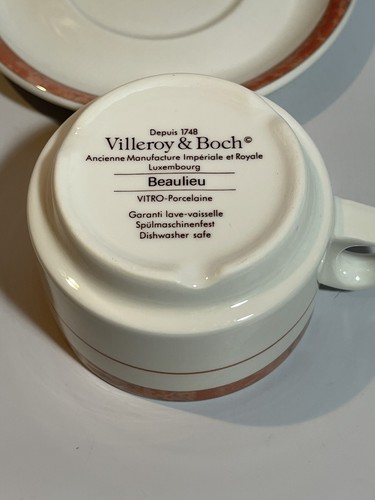 Depuis 1748
Villeroy & Boch©
Ancienne Manufacture Impériale et Royale
Luxembourg
Beaulieu
VITRO-Porcelaine
Garanti lave-vaisselle
Spülmaschinenfest
Dishwasher safe